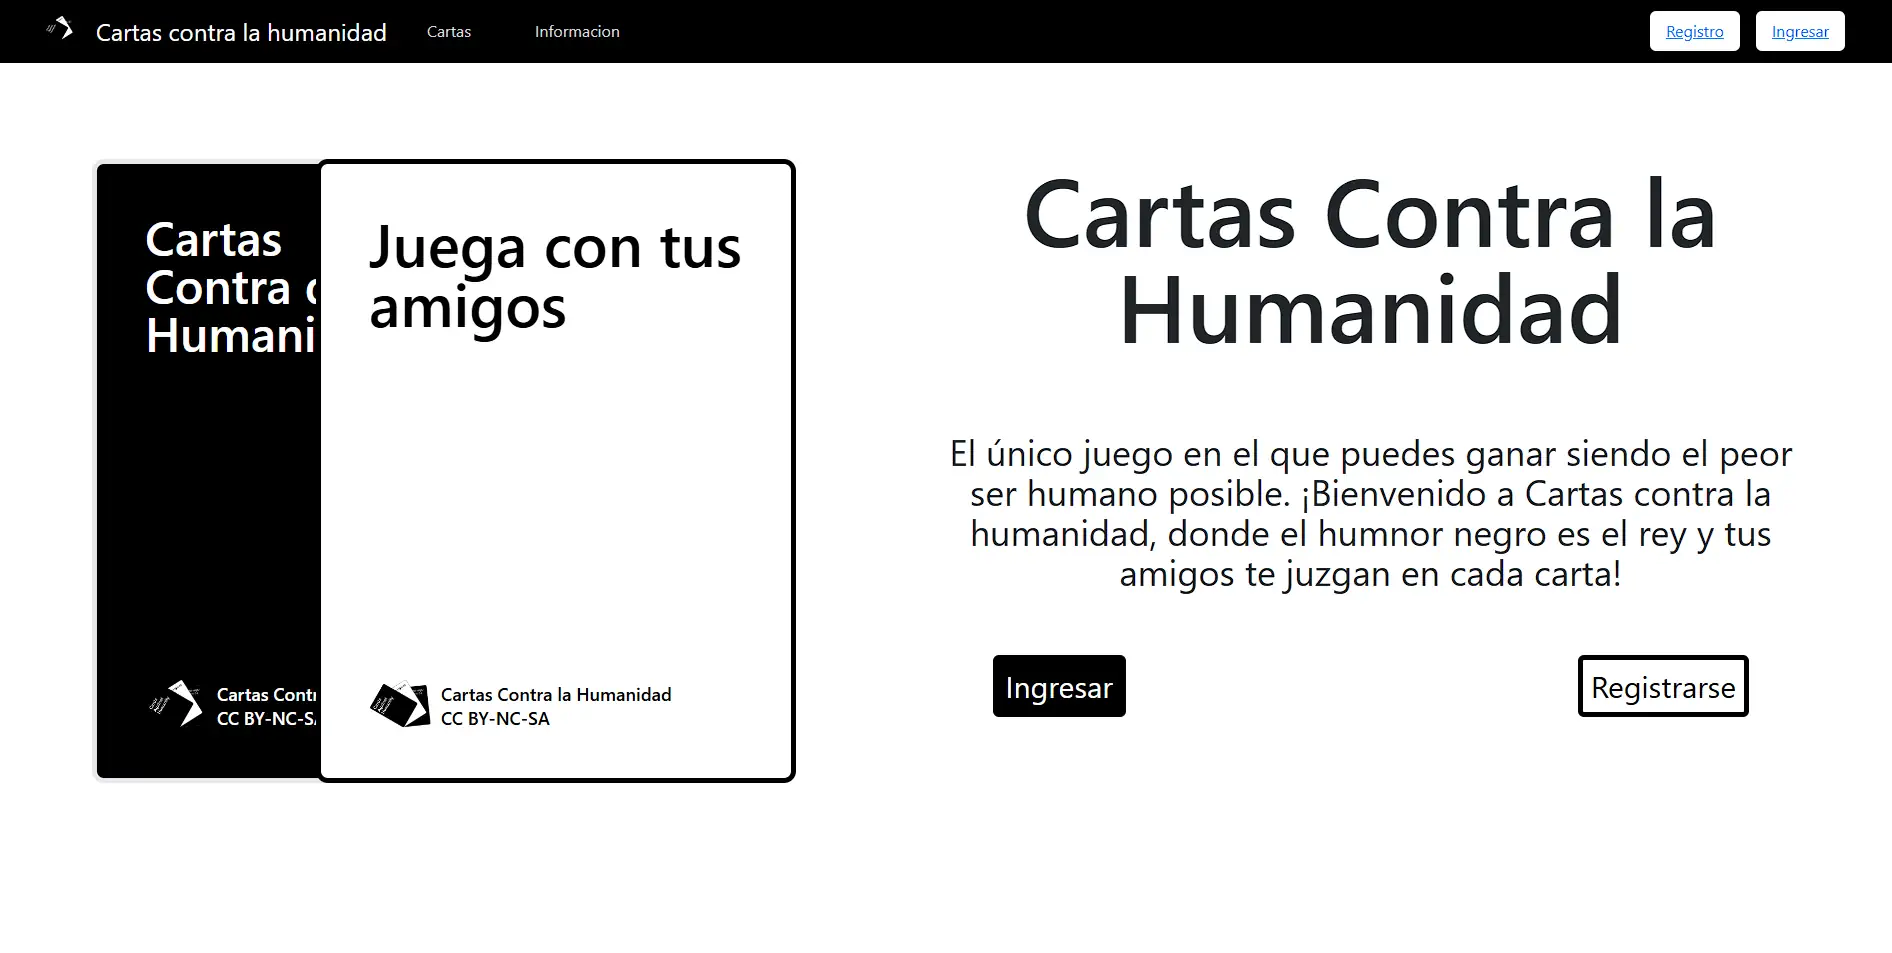 Cartas contra la humanidad
Cartas
Informacion
Registro
Ingresar
Cartas
Contra
Humani
Cartas Cont
CC BY-NC-S
Juega con tus
amigos
Cartas Contra la Humanidad
CC BY-NC-SA
Cartas Contra la
Humanidad
El único juego en el que puedes ganar siendo el peor
ser humano posible. ¡Bienvenido a Cartas contra la
humanidad, donde el humnor negro es el rey y tus
amigos te juzgan en cada carta!
Ingresar
Registrarse